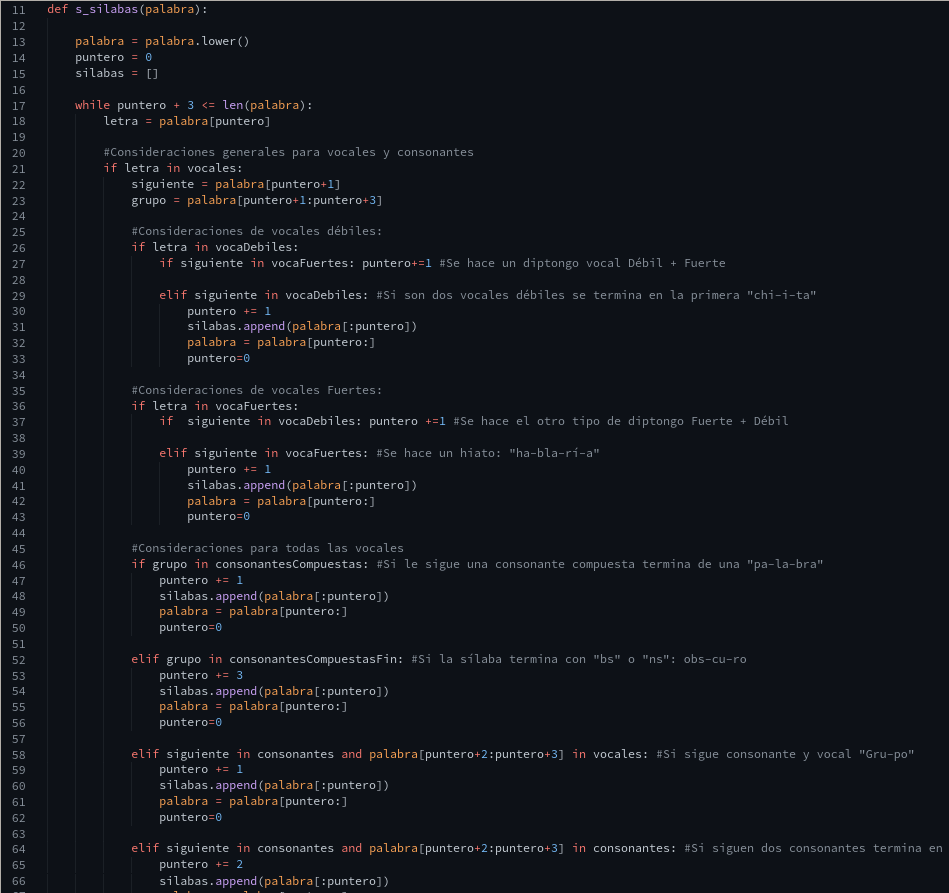 11 def s_silabas(palabra):
12
13     palabra = palabra.lower()
14     puntero = 0
15     silabas = []
16
17     while puntero + 3 <= len(palabra):
18         letra = palabra[puntero]
19
20         #Consideraciones generales para vocales y consonantes
21         if letra in vocales:
22             siguiente = palabra[puntero+1]
23             grupo = palabra[puntero+1:puntero+3]
24
25             #Consideraciones de vocales débiles:
26             if letra in vocaDebiles:
27                 if siguiente in vocaFuertes: puntero+=1 #Se hace un diptongo vocal Débil + Fuerte
28
29                 elif siguiente in vocaDebiles: #Si son dos vocales débiles se termina en la primera "chi-i-ta"
30                     puntero += 1
31                     silabas.append(palabra[:puntero])
32                     palabra = palabra[puntero:]
33                     puntero=0
34
35             #Consideraciones de vocales Fuertes:
36             if letra in vocaFuertes:
37                 if  siguiente in vocaDebiles: puntero +=1 #Se hace el otro tipo de diptongo Fuerte + Débil
38
39                 elif siguiente in vocaFuertes: #Se hace un hiato: "ha-bla-rí-a"
40                     puntero += 1
41                     silabas.append(palabra[:puntero])
42                     palabra = palabra[puntero:]
43                     puntero=0
44
45             #Consideraciones para todas las vocales
46             if grupo in consonantesCompuestas: #Si le sigue una consonante compuesta termina de una "pa-la-bra"
47                 puntero += 1
48                 silabas.append(palabra[:puntero])
49                 palabra = palabra[puntero:]
50                 puntero=0
51
52             elif grupo in consonantesCompuestasFin: #Si la sílaba termina con "bs" o "ns": obs-cu-ro
53                 puntero += 3
54                 silabas.append(palabra[:puntero])
55                 palabra = palabra[puntero:]
56                 puntero=0
57
58             elif siguiente in consonantes and palabra[puntero+2:puntero+3] in vocales: #Si sigue consonante y vocal "Gru-po"
59                 puntero += 1
60                 silabas.append(palabra[:puntero])
61                 palabra = palabra[puntero:]
62                 puntero=0
63
64             elif siguiente in consonantes and palabra[puntero+2:puntero+3] in consonantes: #Si siguen dos consonantes termina en
65                 puntero += 2
66                 silabas.append(palabra[:puntero])